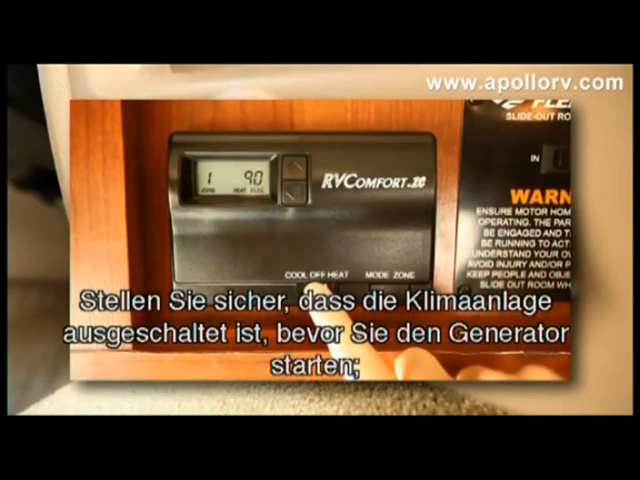 www.apollorv.com
SLIDE-OUT RO
IN
RVCOMFORT.ZC
1 90
ZONE HEAT ELEC
WARN
ENSURE MOTOR HOM
OPERATING. THE PAR
BE ENGAGED AND T
BE RUNNING TO ACT
UNDERSTAND YOUR O
AVOID INJURY AND/OR P
KEEP PEOPLE AND OBJE
SLIDE OUT ROOM WH
COOL OFF HEAT MODE ZONE
Stellen Sie sicher, dass die Klimaanlage
ausgeschaltet ist, bevor Sie den Generator
starten;